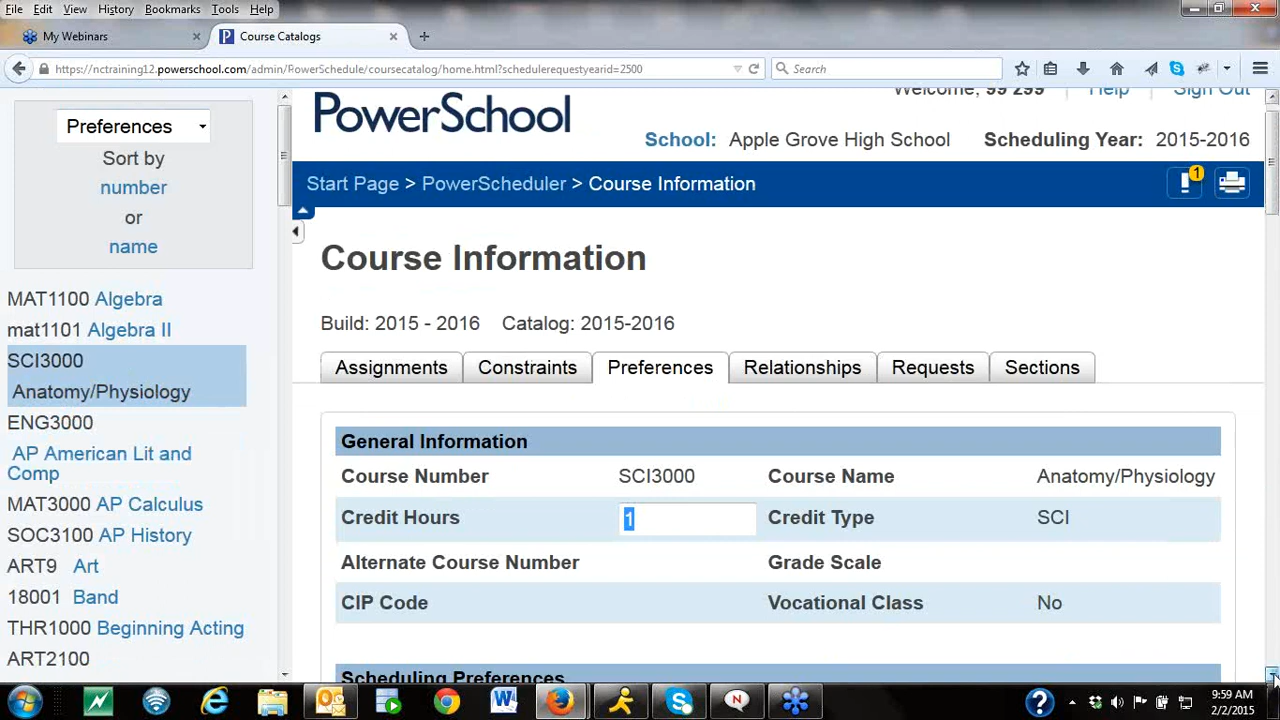 File Edit View History Bookmarks Tools Help
My Webinars × Course Catalogs × +
https://nctraining12.powerschool.com/admin/PowerSchedule/coursecatalog/home.html?schedulerequestyearid=2500 Search
Preferences
Sort by
number
or
name
MAT1100 Algebra
mat1101 Algebra II
SCI3000
Anatomy/Physiology
ENG3000
AP American Lit and
Comp
MAT3000 AP Calculus
SOC3100 AP History
ART9 Art
18001 Band
THR1000 Beginning Acting
ART2100
PowerSchool
Welcome, 99 299 Help Sign Out
School: Apple Grove High School Scheduling Year: 2015-2016
Start Page > PowerScheduler > Course Information
1
Course Information
Build: 2015 - 2016 Catalog: 2015-2016
Assignments Constraints Preferences Relationships Requests Sections
General Information
Course Number SCI3000 Course Name Anatomy/Physiology
Credit Hours 1 Credit Type SCI
Alternate Course Number Grade Scale
CIP Code Vocational Class No
Scheduling Preferences
9:59 AM
2/2/2015